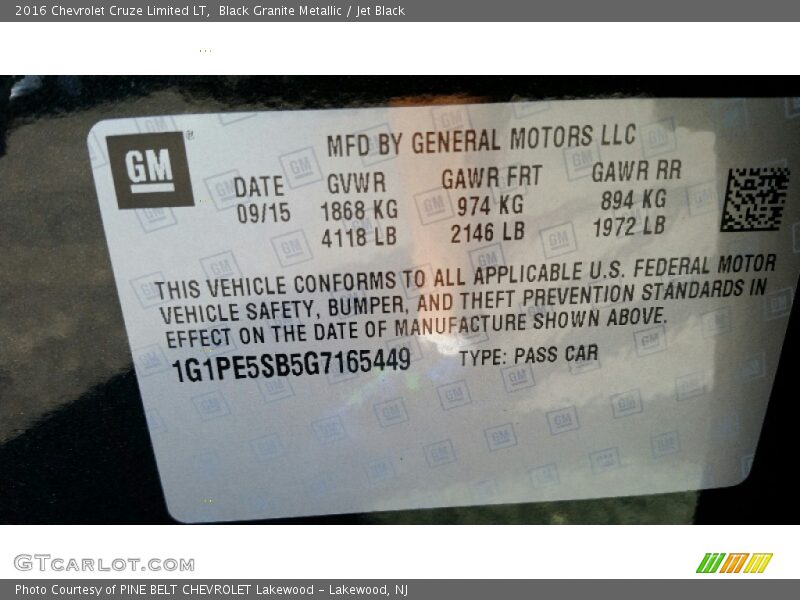 2016 Chevrolet Cruze Limited LT,  Black Granite Metallic / Jet Black
GM®
MFD BY GENERAL MOTORS LLC
DATE GVWR GAWR FRT GAWR RR
09/15 1868 KG 974 KG 894 KG
4118 LB 2146 LB 1972 LB
THIS VEHICLE CONFORMS TO ALL APPLICABLE U.S. FEDERAL MOTOR
VEHICLE SAFETY, BUMPER, AND THEFT PREVENTION STANDARDS IN
EFFECT ON THE DATE OF MANUFACTURE SHOWN ABOVE.
1G1PE5SB5G7165449 TYPE: PASS CAR
GTCARLOT.COM
Photo Courtesy of PINE BELT CHEVROLET Lakewood - Lakewood, NJ